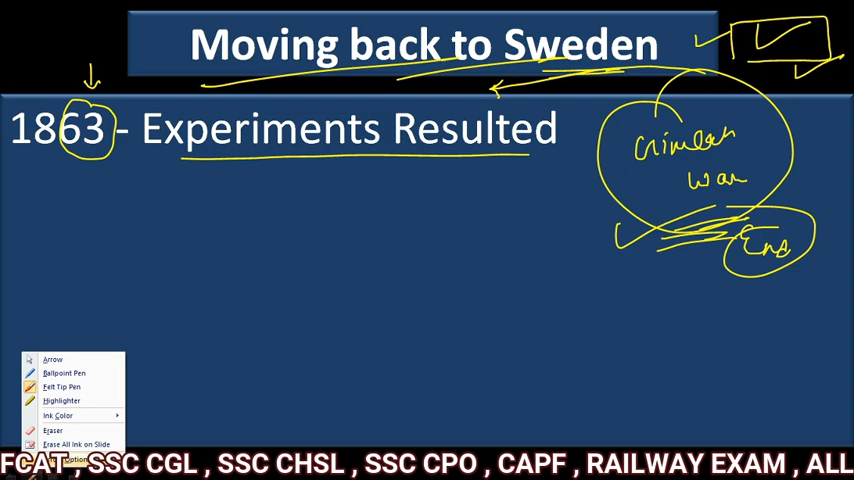 Moving back to Sweden
1863 - Experiments Resulted
Crimean
war
End
Arrow
Ballpoint Pen
Felt Tip Pen
Highlighter
Ink Color
Eraser
Erase All Ink on Slide
FCAT , SSC CGL , SSC CHSL , SSC CPO , CAPF , RAILWAY EXAM , ALL